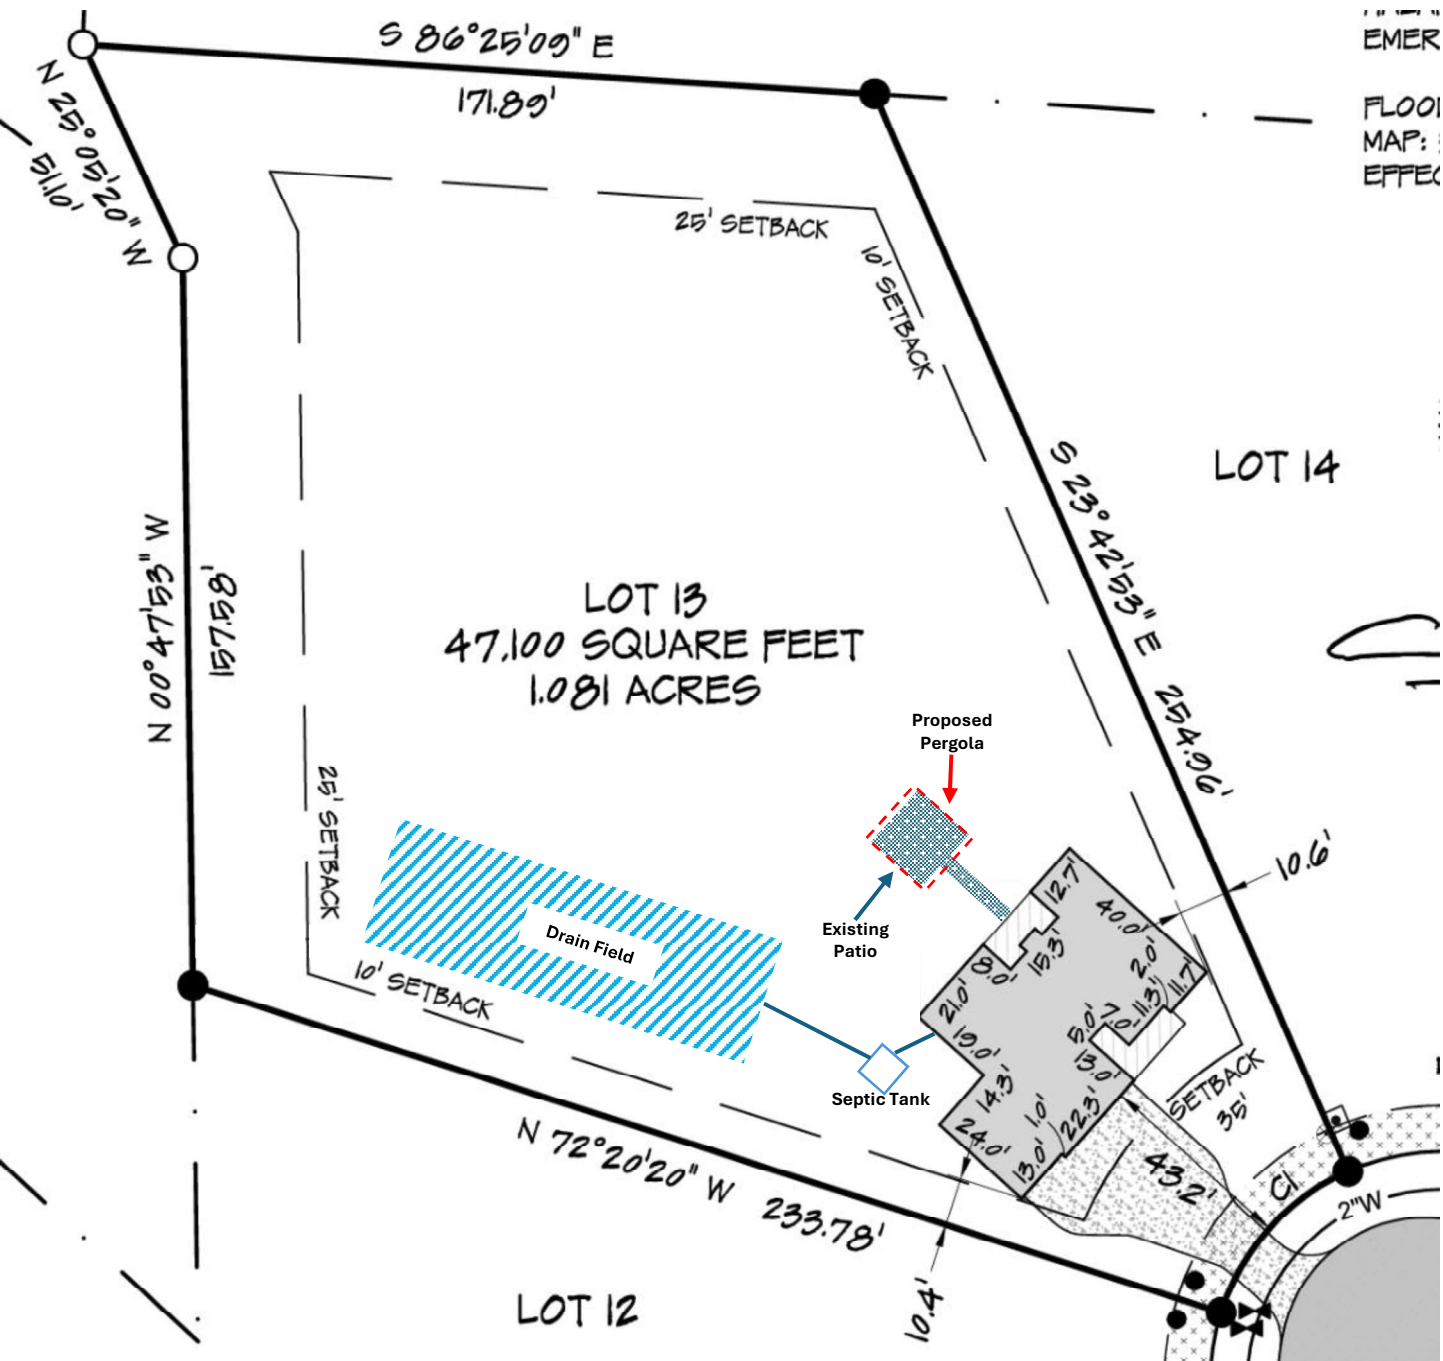 S 86°25'09" E
171.89'
EMER
FLOOD
MAP:
EFFEC
N 25°05'20" W
51.10'
25' SETBACK
10' SETBACK
LOT 14
S 23°42'53" E 254.96'
N 00°47'53" W
157.58'
LOT 13
47,100 SQUARE FEET
1.081 ACRES
Proposed
Pergola
25' SETBACK
10.6'
12.7'
40.0'
Existing
Patio
Drain Field
15.3'
8.0'
2.0'
11.7'
11.3'
10' SETBACK
21.0'
19.0'
5.0'
7.0'
13.0'
Septic Tank
14.3'
1.0'
22.3'
24.0'
13.0'
SETBACK
35'
43.2'
C1
2"W
N 72°20'20" W 233.78'
10.4'
LOT 12